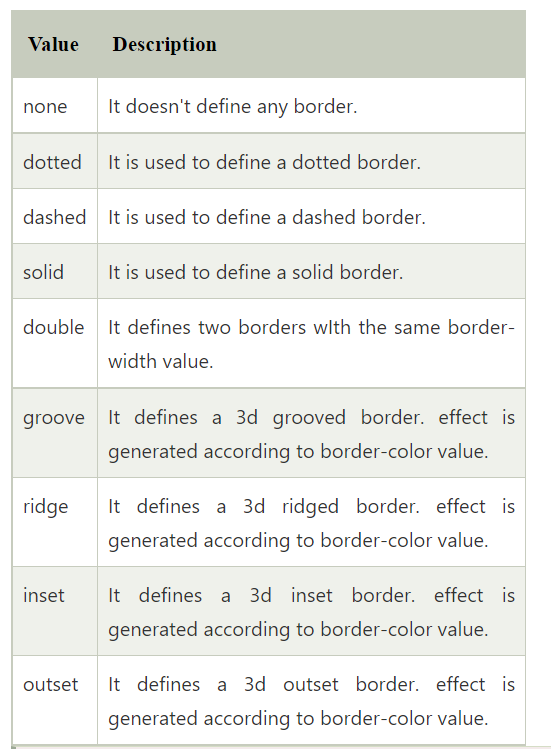 Value Description
none It doesn't define any border.
dotted It is used to define a dotted border.
dashed It is used to define a dashed border.
solid It is used to define a solid border.
double It defines two borders wIth the same border-
width value.
groove It defines a 3d grooved border. effect is
generated according to border-color value.
ridge It defines a 3d ridged border. effect is
generated according to border-color value.
inset It defines a 3d inset border. effect is
generated according to border-color value.
outset It defines a 3d outset border. effect is
generated according to border-color value.